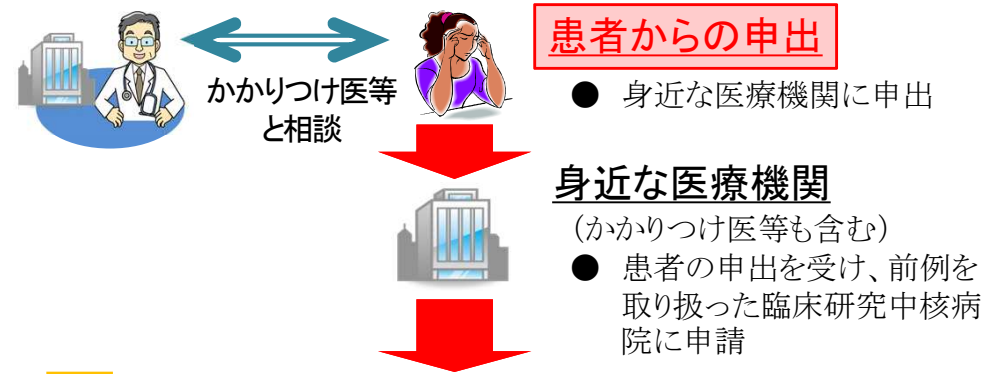 患者からの申出
● 身近な医療機関に申出
かかりつけ医等
と相談
身近な医療機関
（かかりつけ医等も含む）
● 患者の申出を受け、前例を
取り扱った臨床研究中核病
院に申請